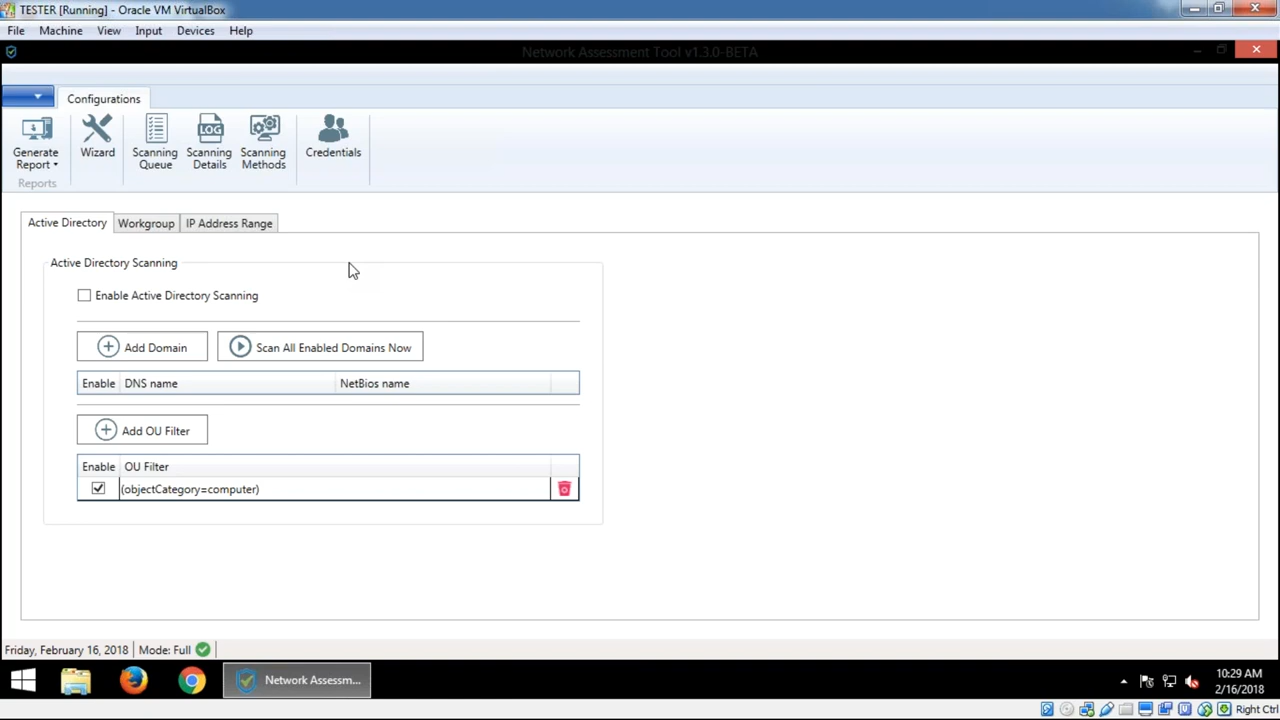 TESTER [Running] - Oracle VM VirtualBox
File Machine View Input Devices Help
Network Assessment Tool v1.3.0-BETA
Configurations
Generate Report
Wizard
Scanning Queue
Scanning Details
Scanning Methods
Credentials
LOG
Reports
Active Directory Workgroup IP Address Range
Active Directory Scanning
Enable Active Directory Scanning
Add Domain Scan All Enabled Domains Now
Enable DNS name NetBios name
Add OU Filter
Enable OU Filter
(objectCategory=computer)
Friday, February 16, 2018 Mode: Full
Network Assessm...
10:29 AM
2/16/2018
Right Ctrl